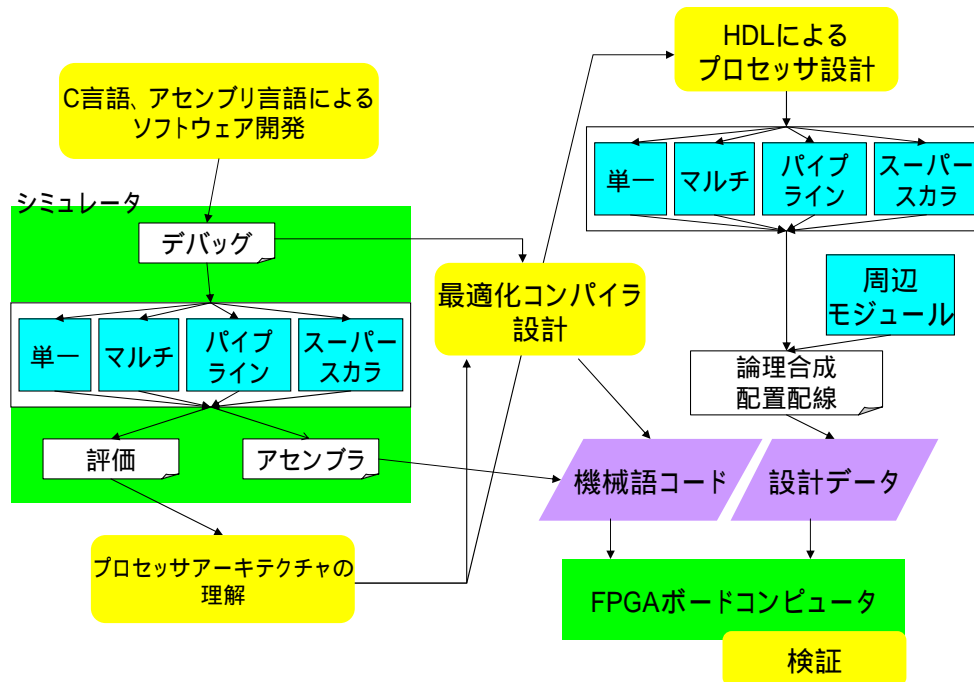 C言語、アセンブリ言語による
ソフトウェア開発
シミュレータ
デバッグ
単一
マルチ
パイプ
ライン
スーパー
スカラ
評価
アセンブラ
プロセッサアーキテクチャの
理解
最適化コンパイラ
設計
HDLによる
プロセッサ設計
単一
マルチ
パイプ
ライン
スーパー
スカラ
周辺
モジュール
論理合成
配置配線
機械語コード
設計データ
FPGAボードコンピュータ
検証